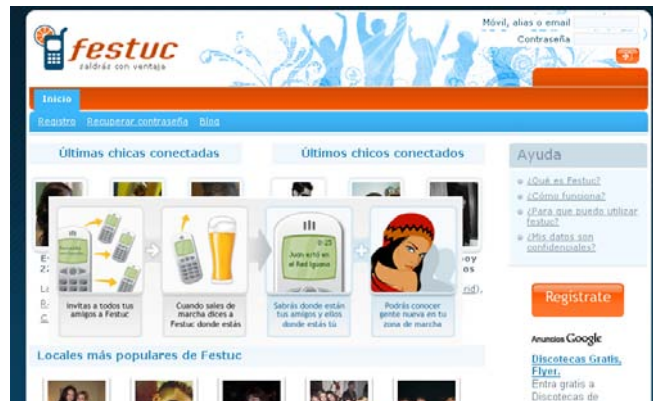 Móvil, alias o email
Contraseña
festuc
saldrás con ventaja
Inicio
Registro Recuperar contraseña Blog
Últimas chicas conectadas
Últimos chicos conectados
Ayuda
¿Qué es Festuc?
¿Cómo funciona?
¿Para que puedo utilizar
festuc?
¿Mis datos son
confidenciales?
Juan está en
el Red Iguana
Invitas a todos tus
amigos a Festuc
Cuando sales de
marcha dices a
Festuc donde estás
Sabrás donde están
tus amigos y ellos
donde estás tú
Podrás conocer
gente nueva en tu
zona de marcha
Regístrate
Anuncios Google
Discotecas Gratis,
Flyer.
Entra gratis a
Discotecas de
Locales más populares de Festuc